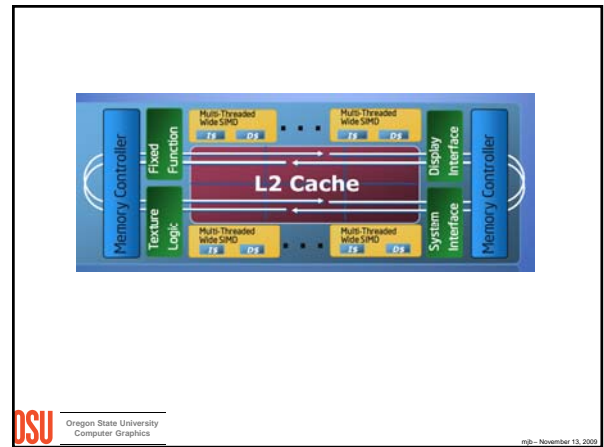 Memory Controller
Fixed
Function
Multi-Threaded
Wide SIMD
I$ D$
Multi-Threaded
Wide SIMD
I$ D$
Display
Interface
Memory Controller
L2 Cache
Texture
Logic
Multi-Threaded
Wide SIMD
I$ D$
Multi-Threaded
Wide SIMD
I$ D$
System
Interface
OSU
Oregon State University
Computer Graphics
mjb – November 13, 2009